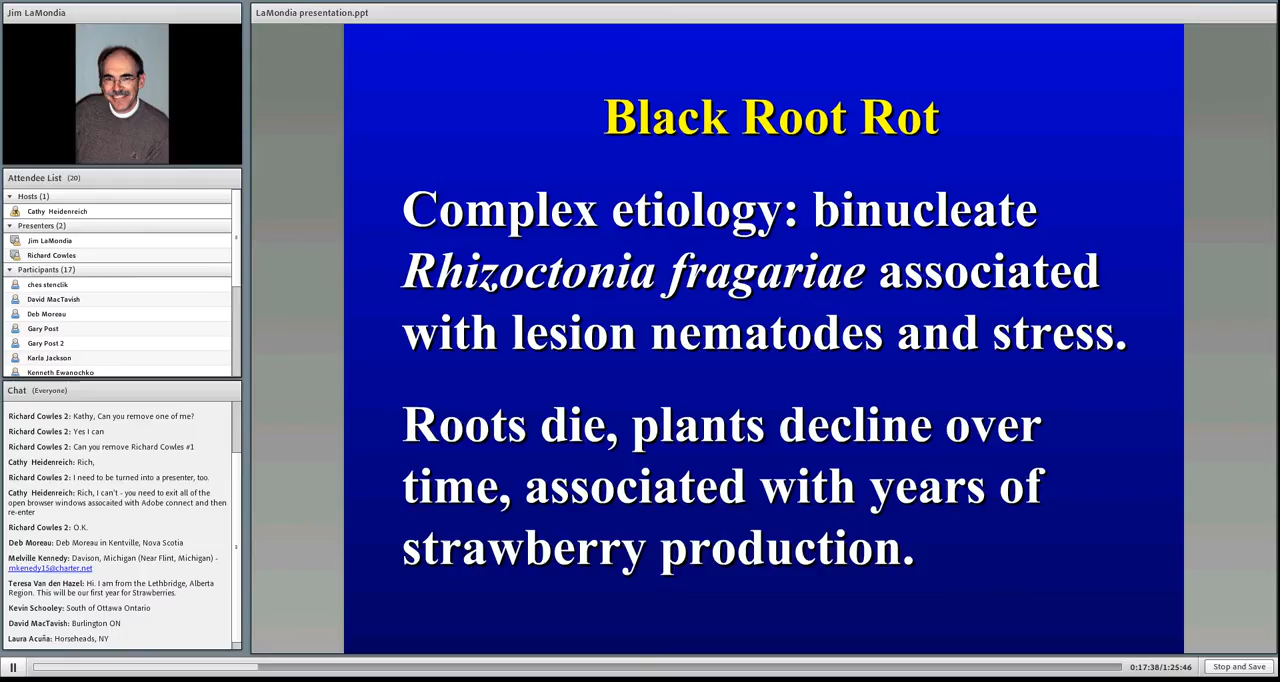 Jim LaMondia
Attendee List (20)
Hosts (1)
Cathy Heidenreich
Presenters (2)
Jim LaMondia
Richard Cowles
Participants (17)
ches stenclik
David MacTavish
Deb Moreau
Gary Post
Gary Post 2
Karla Jackson
Kenneth Ewanochko
Chat (Everyone)
Richard Cowles 2: Kathy, Can you remove one of me?
Richard Cowles 2: Yes I can
Richard Cowles 2: Can you remove Richard Cowles #1
Cathy Heidenreich: Rich,
Richard Cowles 2: I need to be turned into a presenter, too.
Cathy Heidenreich: Rich, I can't - you need to exit all of the
open browser windows assocaited with Adobe connect and then
re-enter
Richard Cowles 2: O.K.
Deb Moreau: Deb Moreau in Kentville, Nova Scotia
Melville Kennedy: Davison, Michigan (Near Flint, Michigan) -
mkenedy15@charter.net
Teresa Van den Hazel: Hi. I am from the Lethbridge, Alberta
Region. This will be our first year for Strawberries.
Kevin Schooley: South of Ottawa Ontario
David MacTavish: Burlington ON
Laura Acuña: Horseheads, NY
LaMondia presentation.ppt
Black Root Rot
Complex etiology: binucleate
Rhizoctonia fragariae associated
with lesion nematodes and stress.
Roots die, plants decline over
time, associated with years of
strawberry production.
0:17:38/1:25:46
Stop and Save